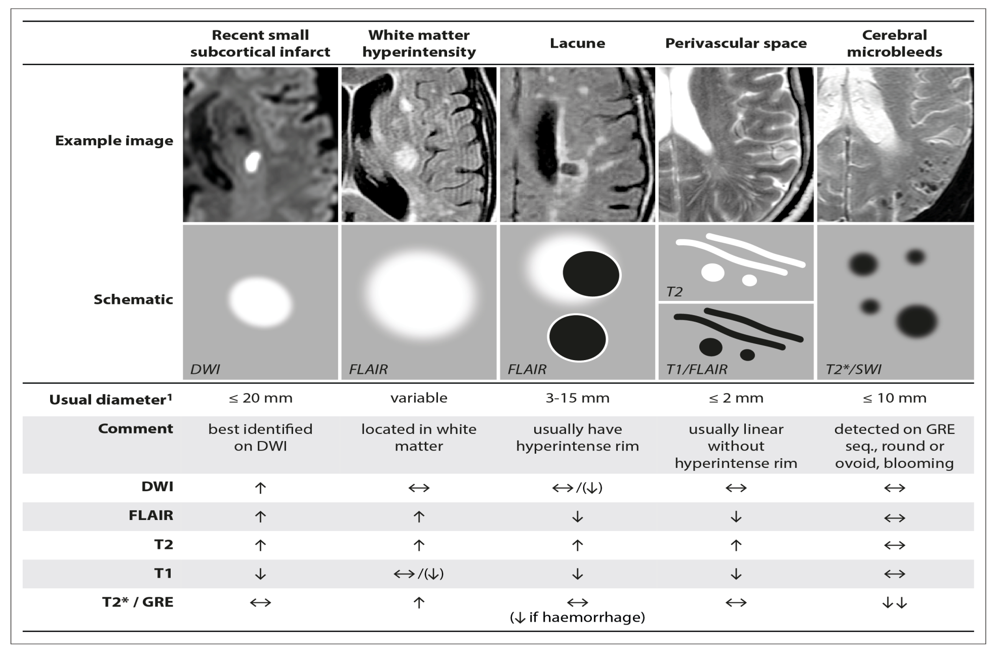 Recent small
subcortical infarct
White matter
hyperintensity
Lacune
Perivascular space
Cerebral
microbleeds
Example image
Schematic
DWI
FLAIR
FLAIR
T2
T1/FLAIR
T2*/SWI
Usual diameter¹ ≤ 20 mm variable 3-15 mm ≤ 2 mm ≤ 10 mm
Comment
best identified
on DWI
located in white
matter
usually have
hyperintense rim
usually linear
without
hyperintense rim
detected on GRE
seq., round or
ovoid, blooming
DWI ↑ ↔ ↔/(↓) ↔ ↔
FLAIR ↑ ↑ ↓ ↓ ↔
T2 ↑ ↑ ↑ ↑ ↔
T1 ↓ ↔/(↓) ↓ ↓ ↔
T2* / GRE ↔ ↑ ↔ ↔ ↓↓
(↓ if haemorrhage)